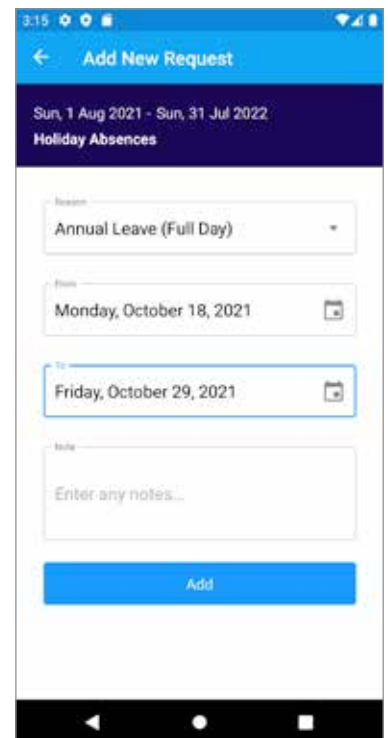 3:15
Add New Request
Sun, 1 Aug 2021 - Sun, 31 Jul 2022
Holiday Absences
Reason
Annual Leave (Full Day)
From
Monday, October 18, 2021
To
Friday, October 29, 2021
Note
Enter any notes...
Add